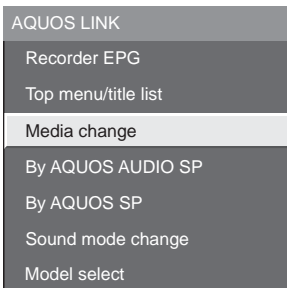 AQUOS LINK
Recorder EPG
Top menu/title list
Media change
By AQUOS AUDIO SP
By AQUOS SP
Sound mode change
Model select